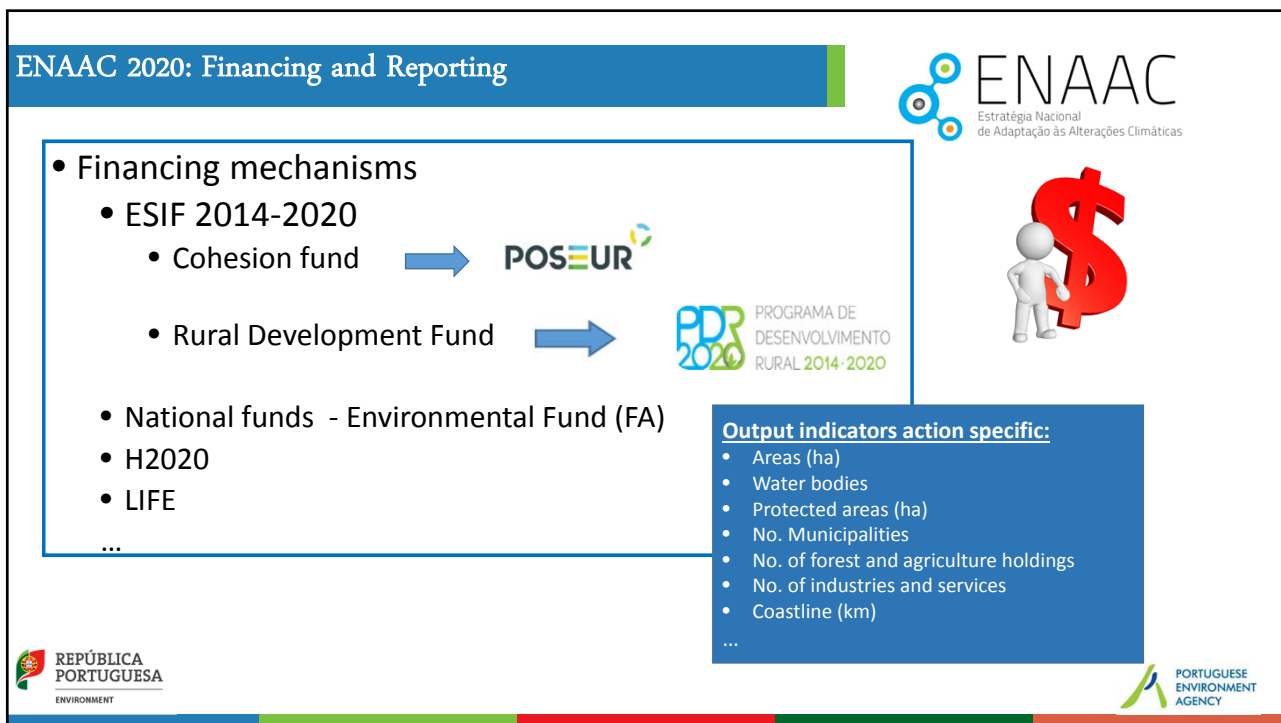 ENAAC 2020: Financing and Reporting
ENAAC
Estratégia Nacional
de Adaptação às Alterações Climáticas
• Financing mechanisms
• ESIF 2014-2020
• Cohesion fund
POSEUR
• Rural Development Fund
PDR
2020
PROGRAMA DE
DESENVOLVIMENTO
RURAL 2014·2020
• National funds - Environmental Fund (FA)
• H2020
• LIFE
...
Output indicators action specific:
• Areas (ha)
• Water bodies
• Protected areas (ha)
• No. Municipalities
• No. of forest and agriculture holdings
• No. of industries and services
• Coastline (km)
...
REPÚBLICA
PORTUGUESA
ENVIRONMENT
PORTUGUESE
ENVIRONMENT
AGENCY